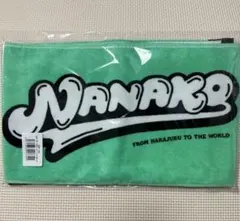 NANAKO
FROM HARAJUKU TO THE WORLD